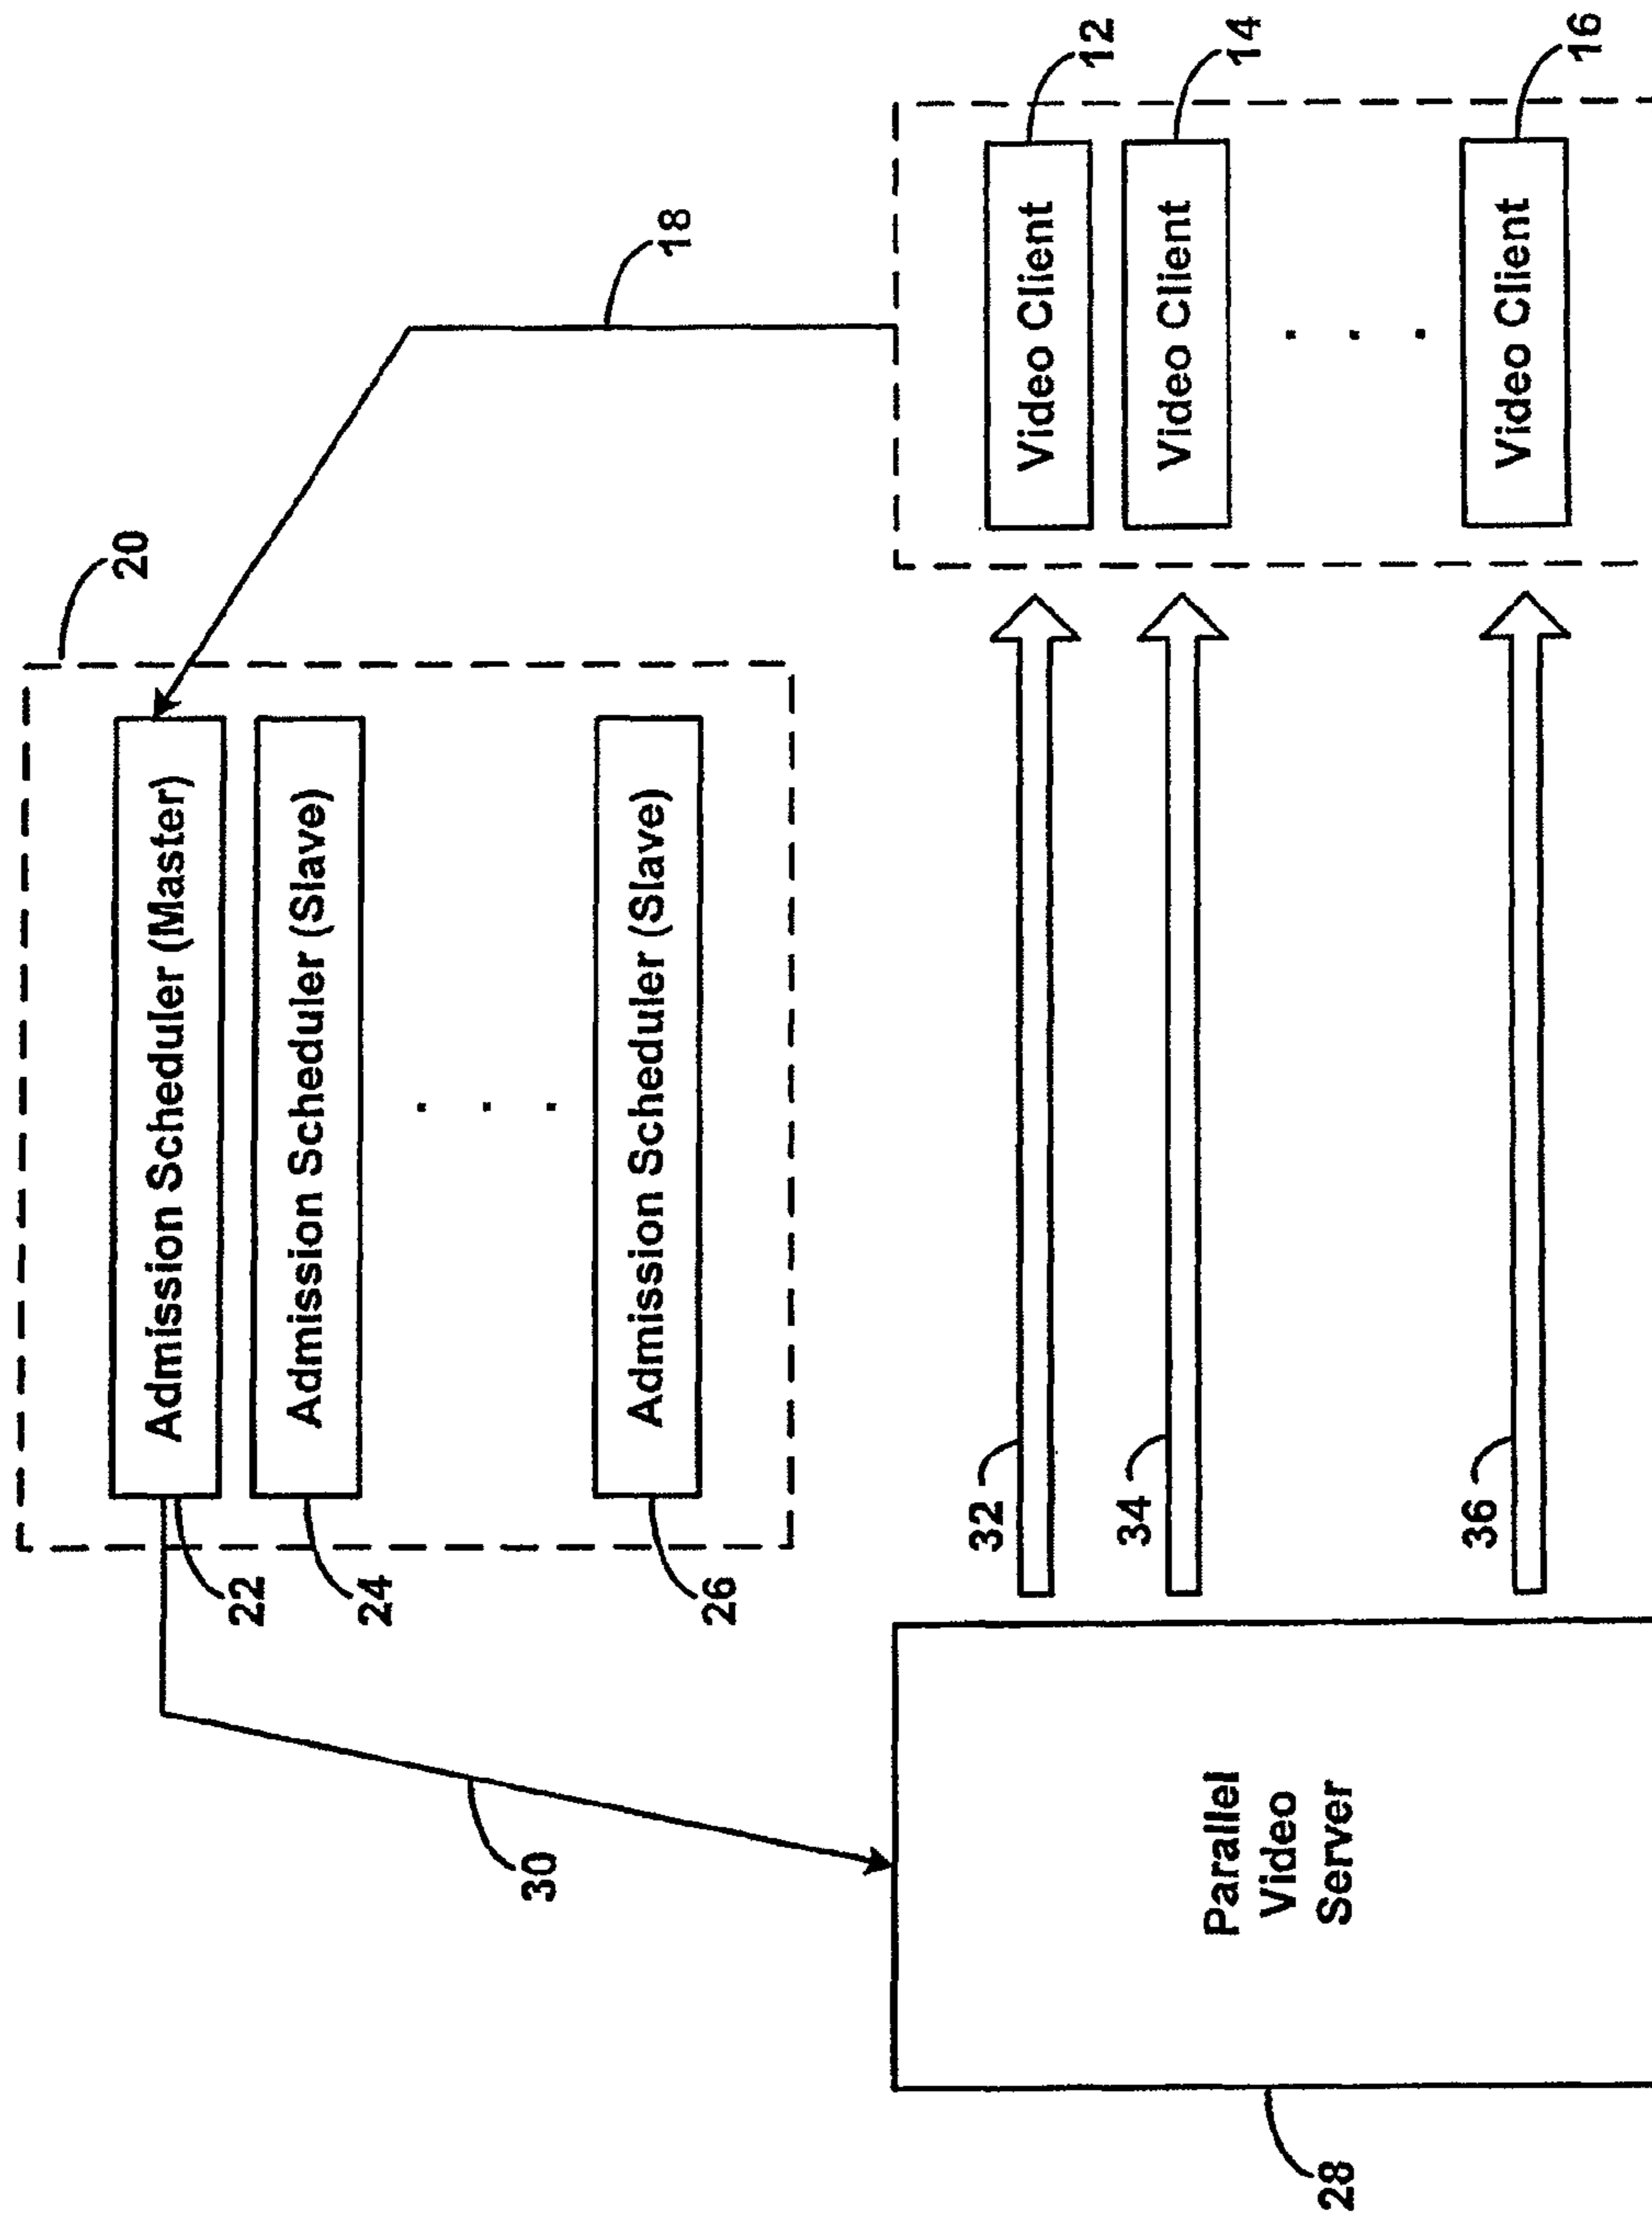 20
Admission Scheduler (Master)
22
Admission Scheduler (Slave)
24
.
.
.
Admission Scheduler (Slave)
26
18
30
32
34
36
Parallel
Video
Server
28
Video Client
12
Video Client
14
.
.
.
Video Client
16